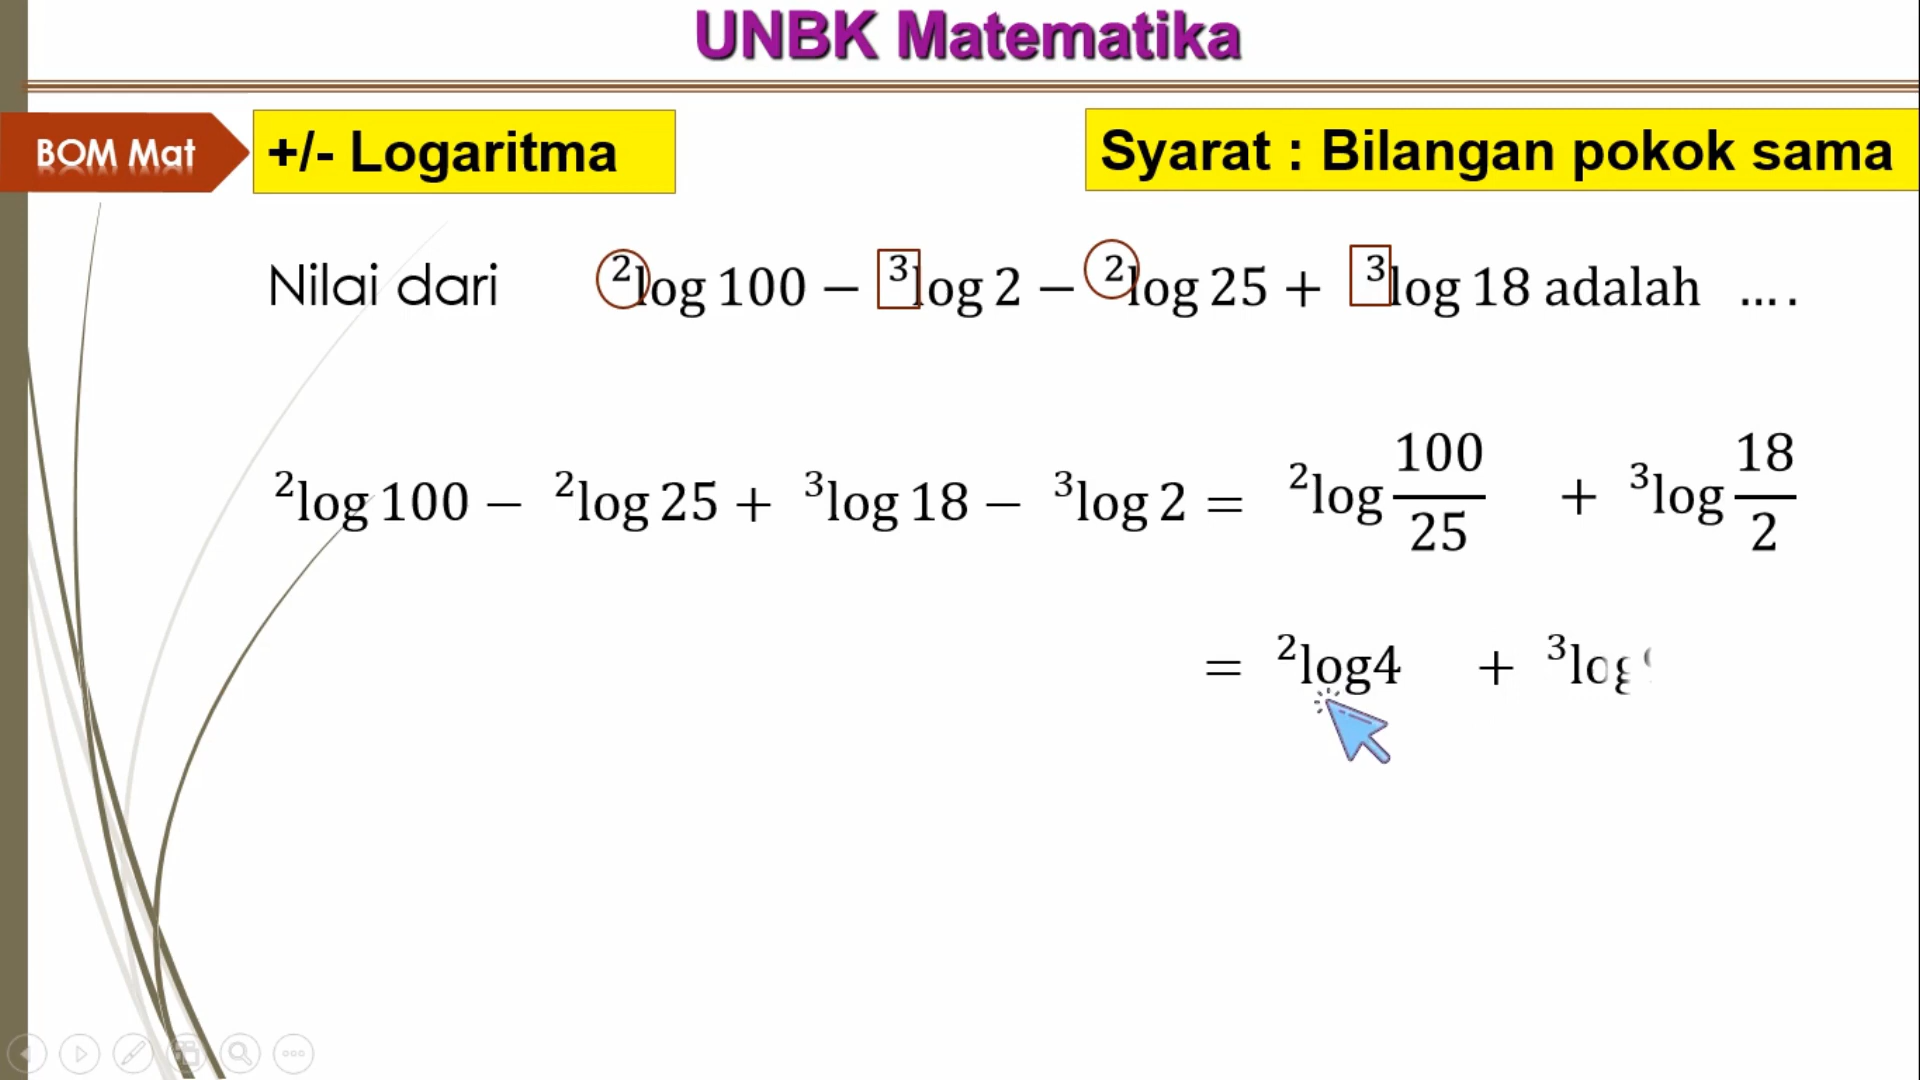 UNBK Matematika
BOM Mat
+/- Logaritma
Syarat : Bilangan pokok sama
Nilai dari ²log 100 − ³log 2 − ²log 25 + ³log 18 adalah ….
²log 100 − ²log 25 + ³log 18 − ³log 2 = ²log 100/25 + ³log 18/2
= ²log4 + ³log